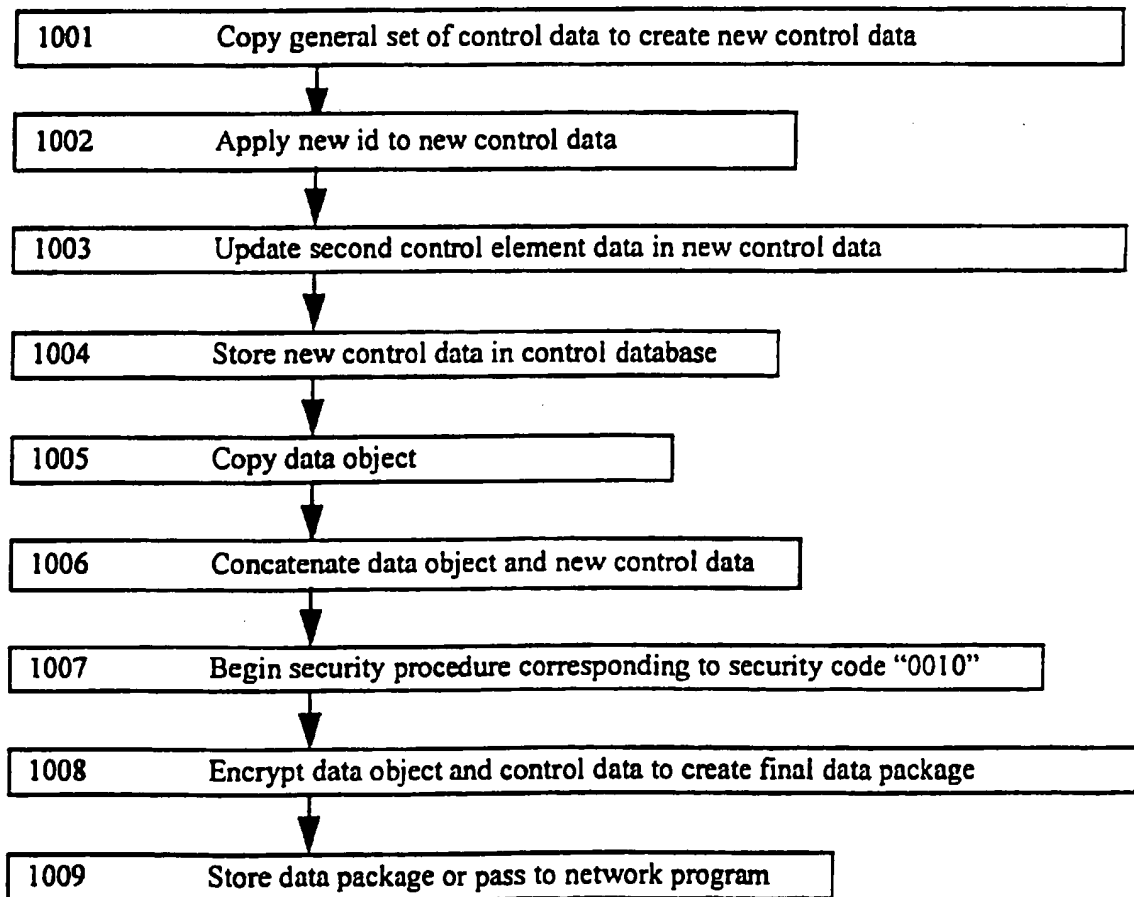 1001 Copy general set of control data to create new control data
1002 Apply new id to new control data
1003 Update second control element data in new control data
1004 Store new control data in control database
1005 Copy data object
1006 Concatenate data object and new control data
1007 Begin security procedure corresponding to security code “0010”
1008 Encrypt data object and control data to create final data package
1009 Store data package or pass to network program